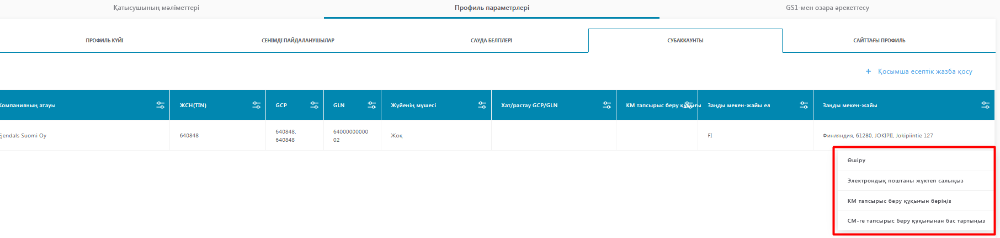 Қатысушының мәліметтері
Профиль параметрлері
GS1-мен өзара әрекеттесу
ПРОФИЛЬ КҮЙІ
СЕНІМДІ ПАЙДАЛАНУШЫЛАР
САУДА БЕЛГІЛЕРІ
СУБАККАУНТЫ
САЙТТАҒЫ ПРОФИЛЬ
+ Қосымша есептік жазба қосу
Компанияның атауы
ЖСН(TIN)
GCP
GLN
Жүйенің мүшесі
Хат/растау GCP/GLN
КМ тапсырыс беру құқығы
Заңды мекен-жайы ел
Заңды мекен-жайы
Ejendals Suomi Oy
640848
640848,
640848
64000000000
02
Жоқ
FI
Финляндия, 61280, JOKIPII, Jokipiintie 127
Өшіру
Электрондық поштаны жүктеп салыңыз
КМ тапсырыс беру құқығын беріңіз
СМ-ге тапсырыс беру құқығынан бас тартыңыз